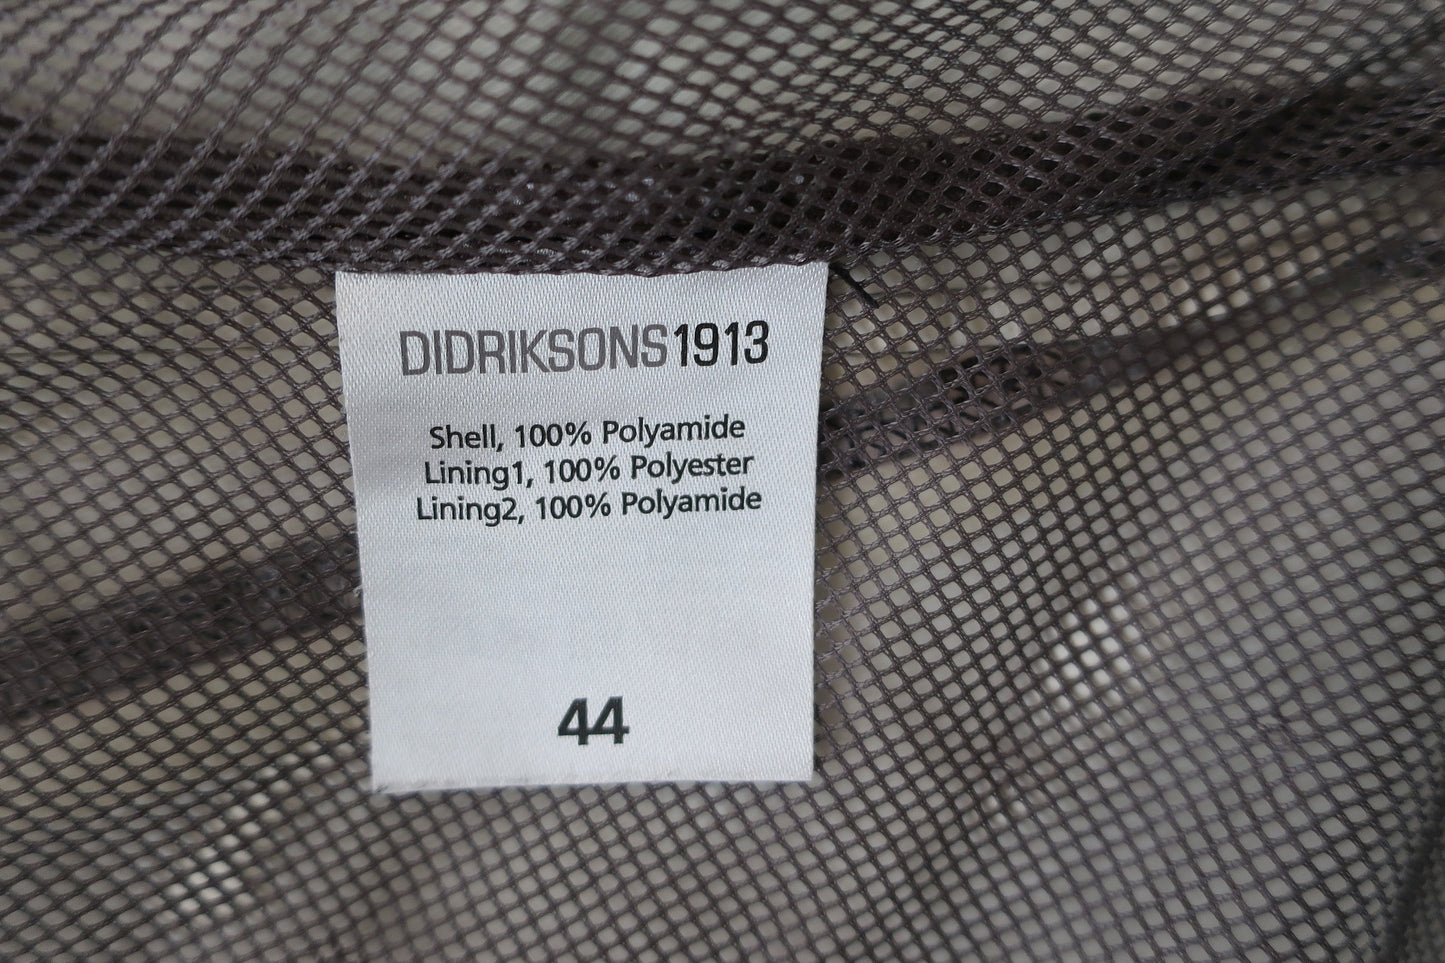 DIDRIKSONS1913
Shell, 100% Polyamide
Lining1, 100% Polyester
Lining2, 100% Polyamide
44